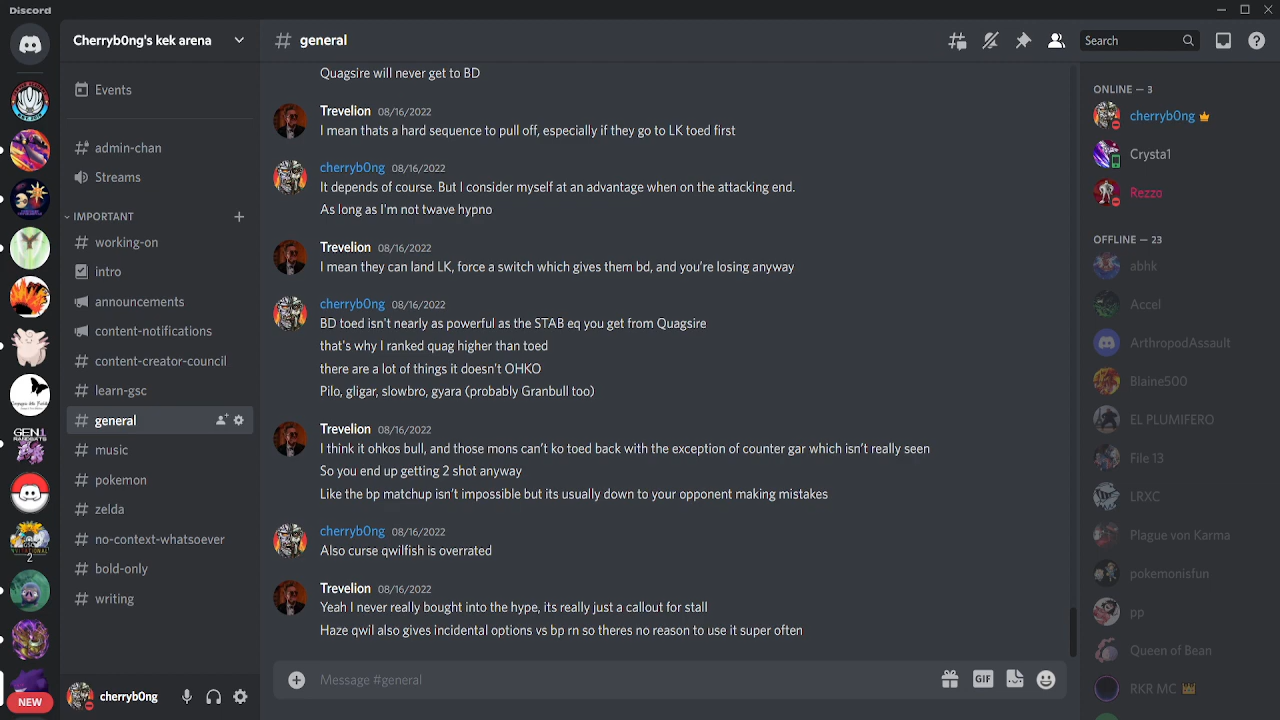 Discord
Cherryb0ng's kek arena
Events
admin-chan
Streams
IMPORTANT
working-on
intro
announcements
content-notifications
content-creator-council
learn-gsc
general
music
pokemon
zelda
no-context-whatsoever
bold-only
writing
GEN1
RANDBATS
2
NEW
cherryb0ng
general
Search
Quagsire will never get to BD
Trevelion 08/16/2022
I mean thats a hard sequence to pull off, especially if they go to LK toed first
cherryb0ng 08/16/2022
It depends of course. But I consider myself at an advantage when on the attacking end.
As long as I'm not twave hypno
Trevelion 08/16/2022
I mean they can land LK, force a switch which gives them bd, and you're losing anyway
cherryb0ng 08/16/2022
BD toed isn't nearly as powerful as the STAB eq you get from Quagsire
that's why I ranked quag higher than toed
there are a lot of things it doesn't OHKO
Pilo, gligar, slowbro, gyara (probably Granbull too)
Trevelion 08/16/2022
I think it ohkos bull, and those mons can't ko toed back with the exception of counter gar which isn't really seen
So you end up getting 2 shot anyway
Like the bp matchup isn't impossible but its usually down to your opponent making mistakes
cherryb0ng 08/16/2022
Also curse qwilfish is overrated
Trevelion 08/16/2022
Yeah I never really bought into the hype, its really just a callout for stall
Haze qwil also gives incidental options vs bp rn so theres no reason to use it super often
Message #general
GIF
ONLINE — 3
cherryb0ng
Crysta1
Rezzo
OFFLINE — 23
abhk
Accel
ArthropodAssault
Blaine500
EL PLUMIFERO
File 13
LRXC
Plague von Karma
pokemonisfun
pp
Queen of Bean
RKR MC